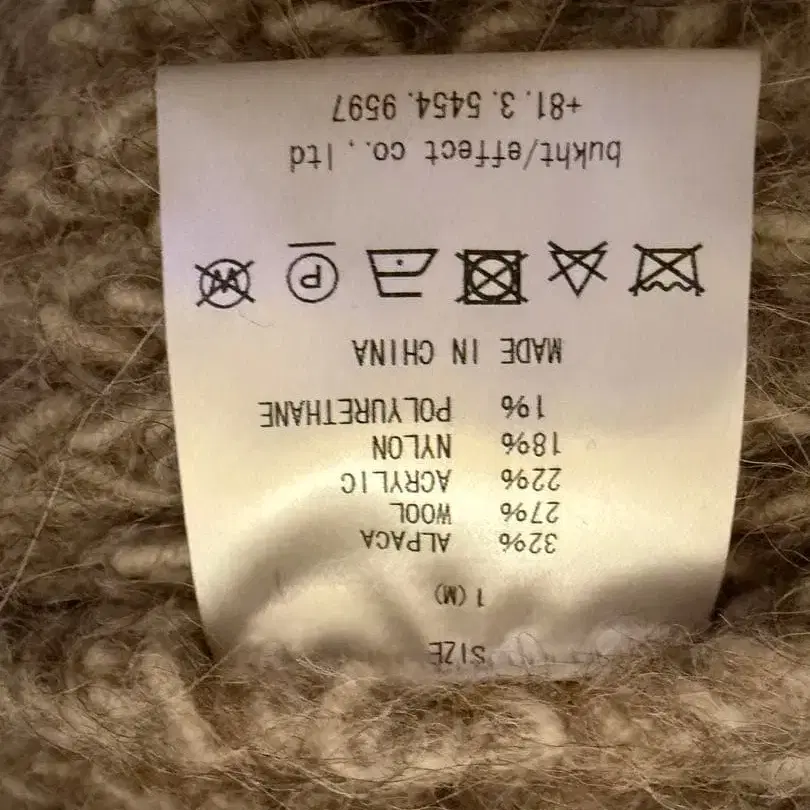 SIZE
1 (M)
32% ALPACA
27% WOOL
22% ACRYLIC
18% NYLON
1% POLYURETHANE
MADE IN CHINA
P W
bukht/effect co., ltd
+81. 3. 5454. 9597